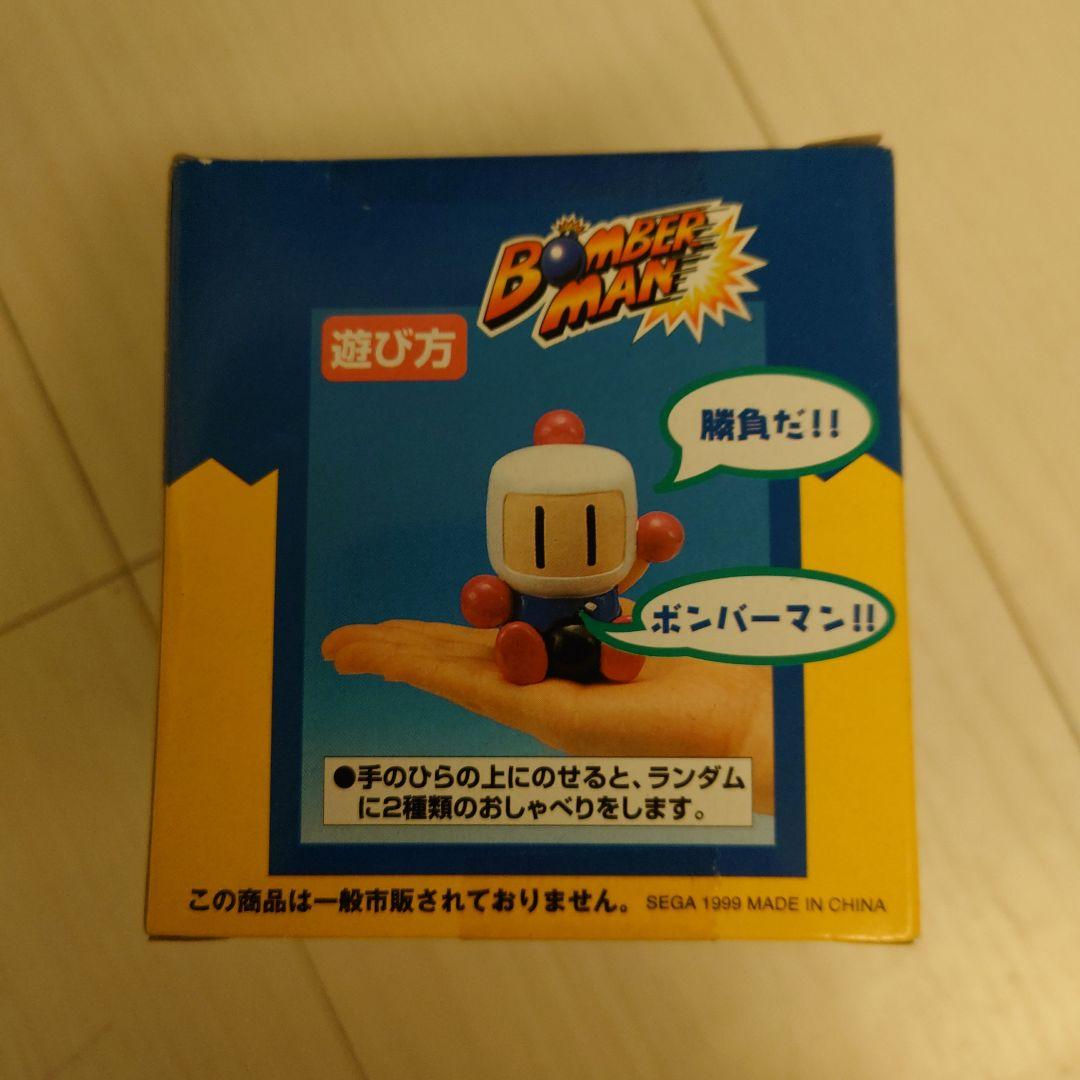 BOMBER
MAN
遊び方
勝負だ!!
ボンバーマン!!
●手のひらの上にのせると、ランダム
に2種類のおしゃべりをします。
この商品は一般市販されておりません。 SEGA 1999 MADE IN CHINA